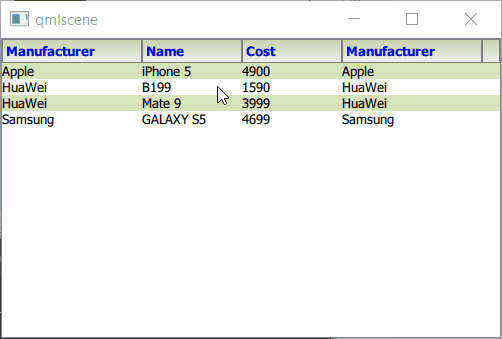 qmlscene
Manufacturer Name Cost Manufacturer
Apple iPhone 5 4900 Apple
HuaWei B199 1590 HuaWei
HuaWei Mate 9 3999 HuaWei
Samsung GALAXY S5 4699 Samsung